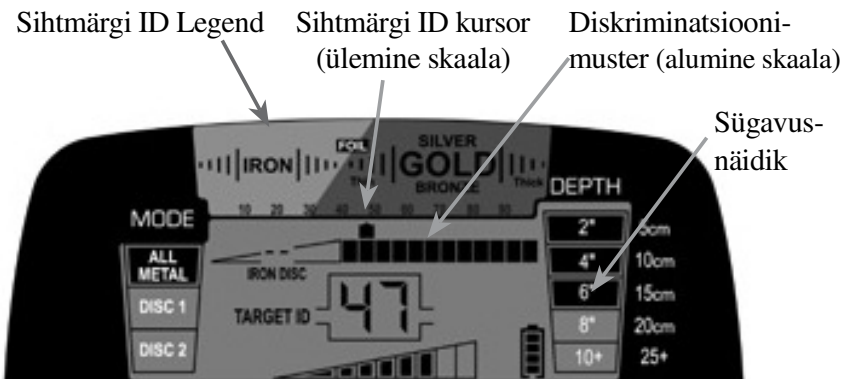 Sihtmärgi ID Legend
Sihtmärgi ID kursor
(ülemine skaala)
Diskriminatsiooni-
muster (alumine skaala)
Sügavus-
näidik
IRON
FOIL
SILVER
GOLD
BRONZE
Thick
10 20 30 40 50 60 70 80 90
MODE
ALL
METAL
DISC 1
DISC 2
IRON DISC
TARGET ID
47
DEPTH
2" 5cm
4" 10cm
6" 15cm
8" 20cm
10+ 25+